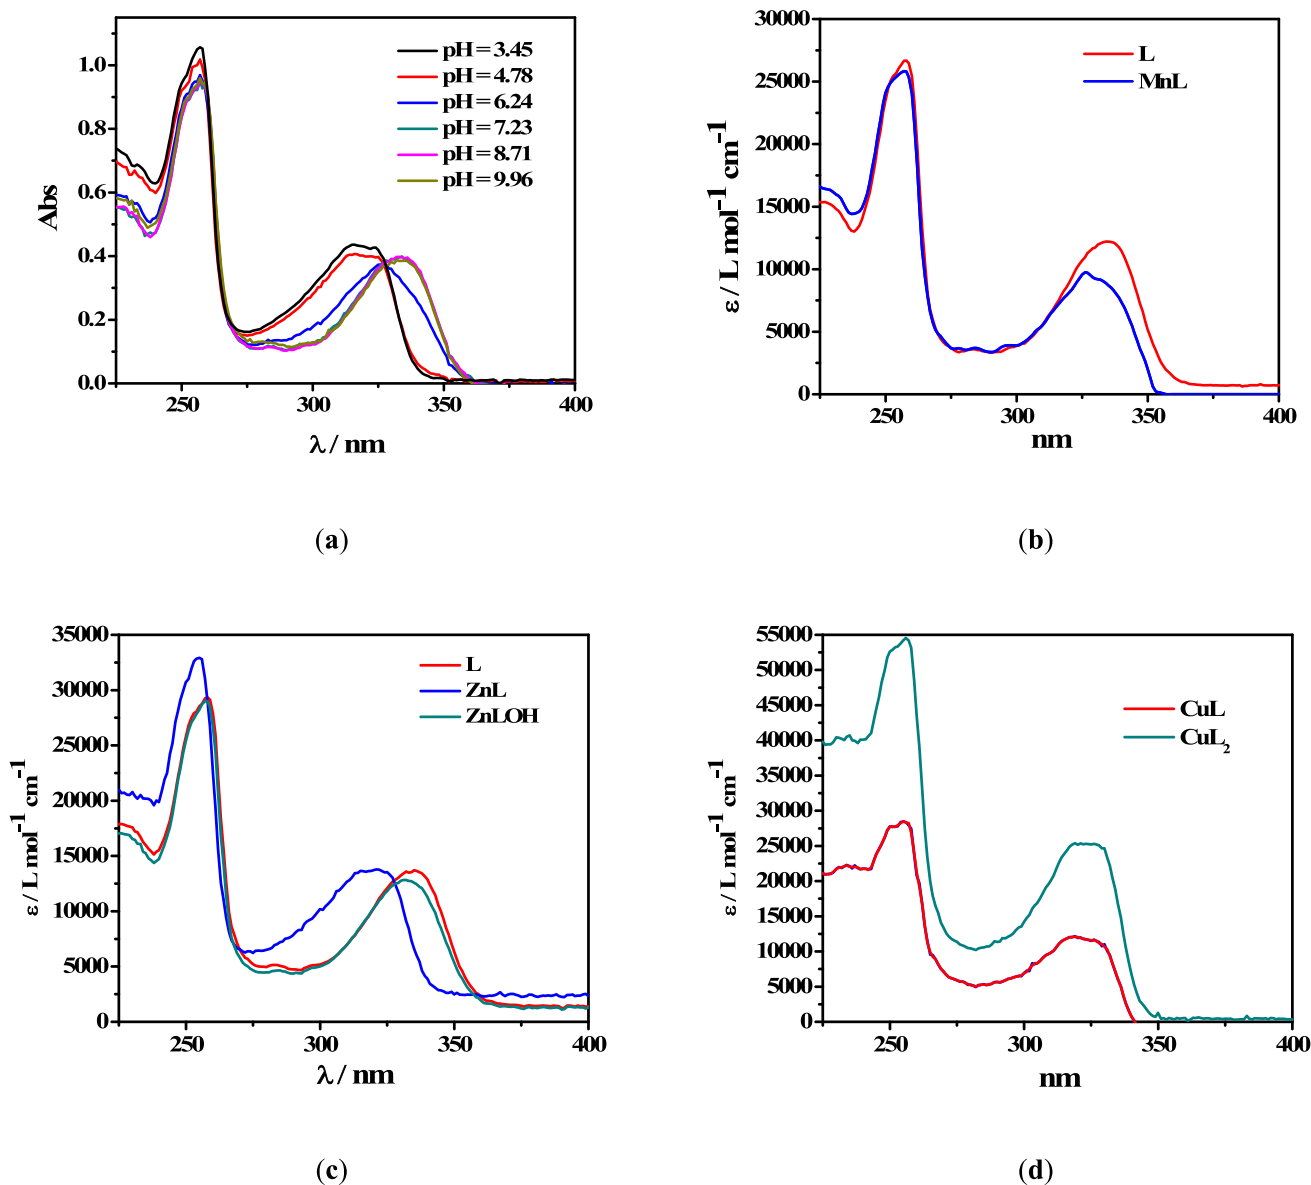 Abs
1.0
0.8
0.6
0.4
0.2
0.0
pH = 3.45
pH = 4.78
pH = 6.24
pH = 7.23
pH = 8.71
pH = 9.96
250
300
350
400
λ / nm
(a)
ε / L mol⁻¹ cm⁻¹
30000
25000
20000
15000
10000
5000
0
L
MnL
250
300
350
400
nm
(b)
ε / L mol⁻¹ cm⁻¹
35000
30000
25000
20000
15000
10000
5000
0
L
ZnL
ZnLOH
250
300
350
400
λ / nm
(c)
ε / L mol⁻¹ cm⁻¹
55000
50000
45000
40000
35000
30000
25000
20000
15000
10000
5000
0
CuL
CuL₂
250
300
350
400
nm
(d)